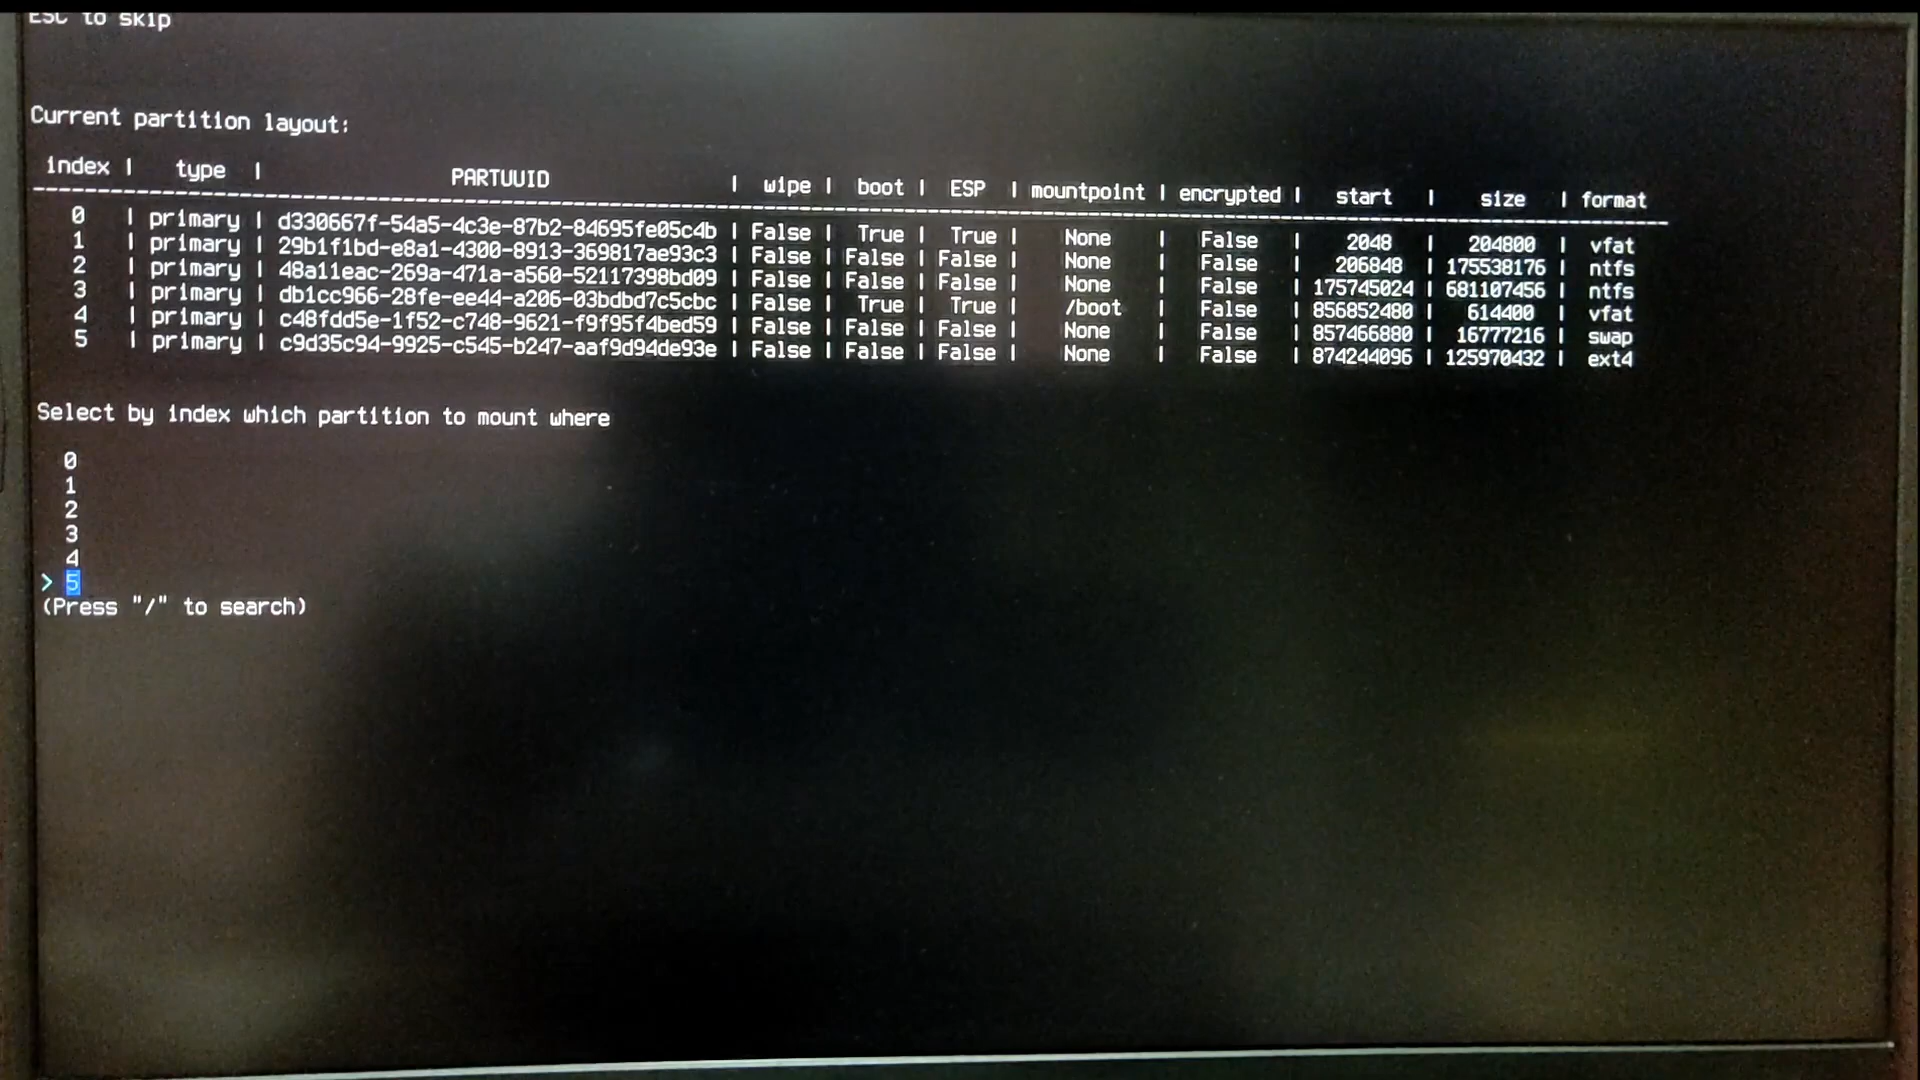 ESC to skip
Current partition layout:
index | type | PARTUUID | wipe | boot | ESP | mountpoint | encrypted | start | size | format
0 | primary | d330667f-54a5-4c3e-87b2-84695fe05c4b | False | True | True | None | False | 2048 | 204800 | vfat
1 | primary | 29b1f1bd-e8a1-4300-8913-369817ae93c3 | False | False | False | None | False | 206848 | 175538176 | ntfs
2 | primary | 48a11eac-269a-471a-a560-52117398bd09 | False | False | False | None | False | 175745024 | 681107456 | ntfs
3 | primary | db1cc966-28fe-ee44-a206-03bdbd7c5cbc | False | True | True | /boot | False | 856852480 | 614400 | vfat
4 | primary | c48fdd5e-1f52-c748-9621-f9f95f4bed59 | False | False | False | None | False | 857466880 | 16777216 | swap
5 | primary | c9d35c94-9925-c545-b247-aaf9d94de93e | False | False | False | None | False | 874244096 | 125970432 | ext4
Select by index which partition to mount where
0
1
2
3
4
> 5
(Press "/" to search)